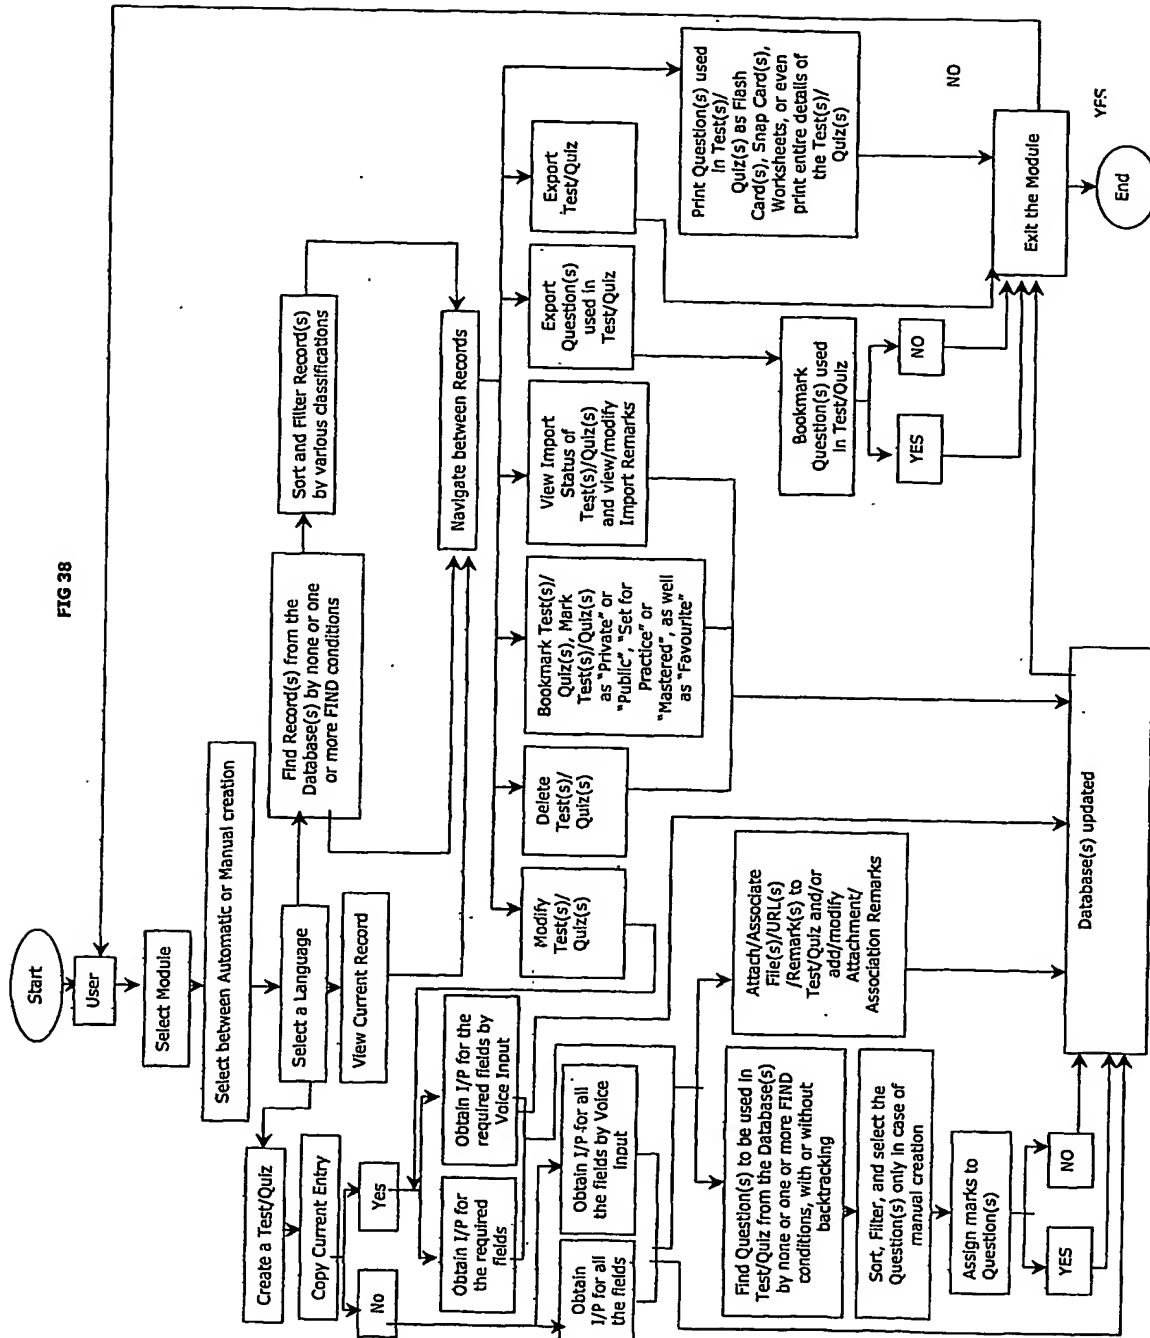 FIG 38
Start
User
Select Module
Select between Automatic or Manual creation
Select a Language
View Current Record
Create a Test/Quiz
Copy Current Entry
Yes
No
Obtain I/P for
the required
fields
Obtain I/P for the
required fields by
Voice Input
Obtain
I/P for all
the fields
Obtain I/P for all
the fields by Voice
Input
Find Record(s) from the
Database(s) by none or one
or more FIND conditions
Sort and Filter Record(s)
by various classifications
Navigate between Records
Modify
Test(s)/
Quiz(s)
Delete
Test(s)/
Quiz(s)
Bookmark Test(s)/
Quiz(s), Mark
Test(s)/Quiz(s)
as "Private" or
"Public", "Set for
Practice" or
"Mastered", as well
as "Favourite"
View Import
Status of
Test(s)/Quiz(s)
and view/modify
Import Remarks
Export
Question(s)
used in
Test/Quiz
Export
Test/Quiz
Print Question(s) used
in Test(s)/
Quiz(s) as Flash
Card(s), Snap Card(s),
Worksheets, or even
print entire details of
the Test(s)/
Quiz(s)
Find Question(s) to be used in
Test/Quiz from the Database(s)
by none or one or more FIND
conditions, with or without
backtracking
Sort, Filter, and select the
Question(s) only in case of
manual creation
Assign marks to
Question(s)
YES
NO
Attach/Associate
File(s)/URL(s)
/Remark(s) to
Test/Quiz and/or
add/modify
Attachment/
Association Remarks
Bookmark
Question(s) used
in Test/Quiz
YES
NO
Database(s) updated
Exit the Module
NO
YES
End